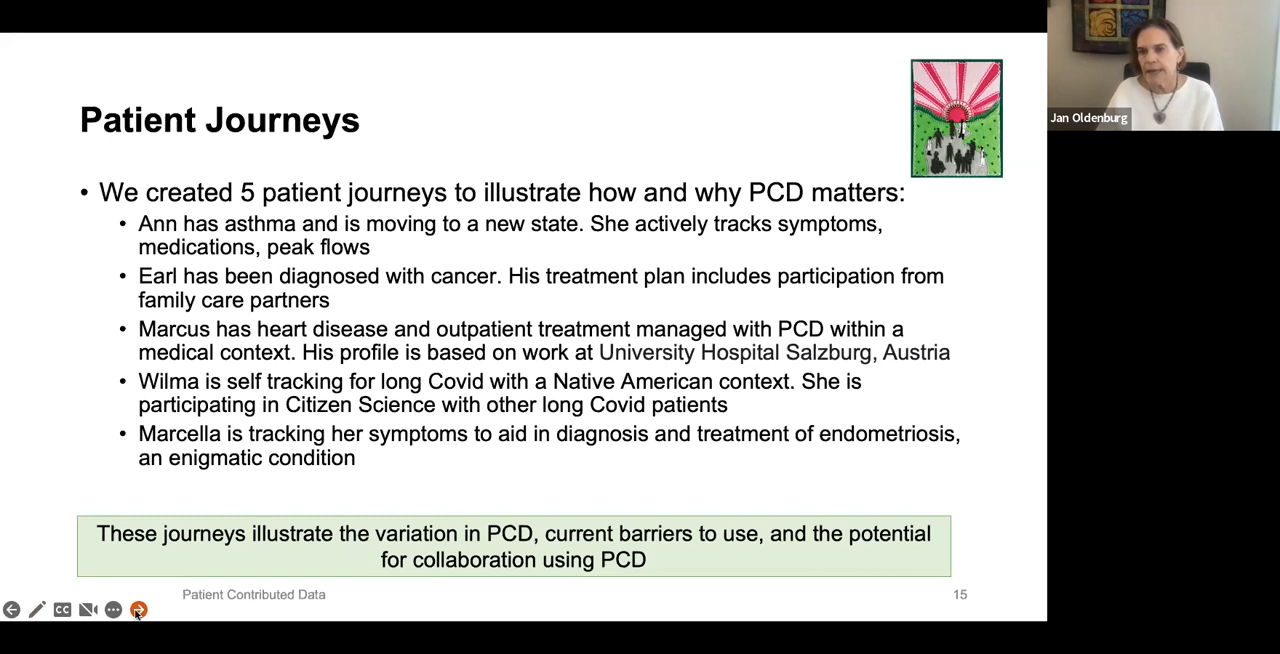 Patient Journeys
• We created 5 patient journeys to illustrate how and why PCD matters:
• Ann has asthma and is moving to a new state. She actively tracks symptoms,
medications, peak flows
• Earl has been diagnosed with cancer. His treatment plan includes participation from
family care partners
• Marcus has heart disease and outpatient treatment managed with PCD within a
medical context. His profile is based on work at University Hospital Salzburg, Austria
• Wilma is self tracking for long Covid with a Native American context. She is
participating in Citizen Science with other long Covid patients
• Marcella is tracking her symptoms to aid in diagnosis and treatment of endometriosis,
an enigmatic condition
These journeys illustrate the variation in PCD, current barriers to use, and the potential
for collaboration using PCD
Patient Contributed Data
15
CC
Jan Oldenburg